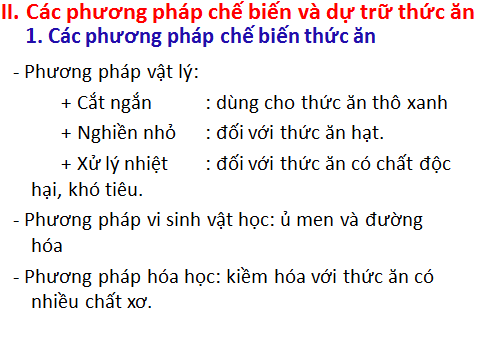 II. Các phương pháp chế biến và dự trữ thức ăn
1. Các phương pháp chế biến thức ăn
- Phương pháp vật lý:
+ Cắt ngắn : dùng cho thức ăn thô xanh
+ Nghiền nhỏ : đối với thức ăn hạt.
+ Xử lý nhiệt : đối với thức ăn có chất độc
hại, khó tiêu.
- Phương pháp vi sinh vật học: ủ men và đường
hóa
- Phương pháp hóa học: kiềm hóa với thức ăn có
nhiều chất xơ.